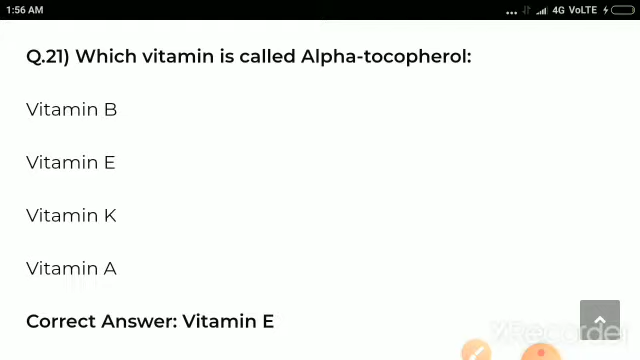 1:56 AM
4G VoLTE
Q.21) Which vitamin is called Alpha-tocopherol:
Vitamin B
Vitamin E
Vitamin K
Vitamin A
Correct Answer: Vitamin E
XRecorder